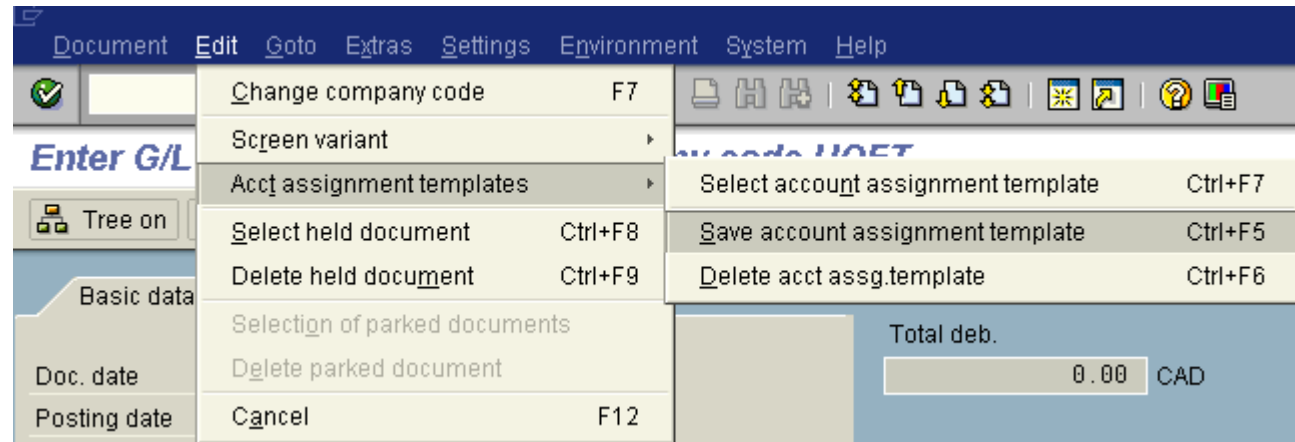 Document Edit Goto Extras Settings Environment System Help
Change company code F7
Screen variant
Enter G/L
Acct assignment templates
Select account assignment template Ctrl+F7
Tree on
Select held document Ctrl+F8
Save account assignment template Ctrl+F5
Delete held document Ctrl+F9
Delete acct assg.template Ctrl+F6
Basic data
Selection of parked documents
Total deb.
Delete parked document
Doc. date
0.00 CAD
Posting date
Cancel F12